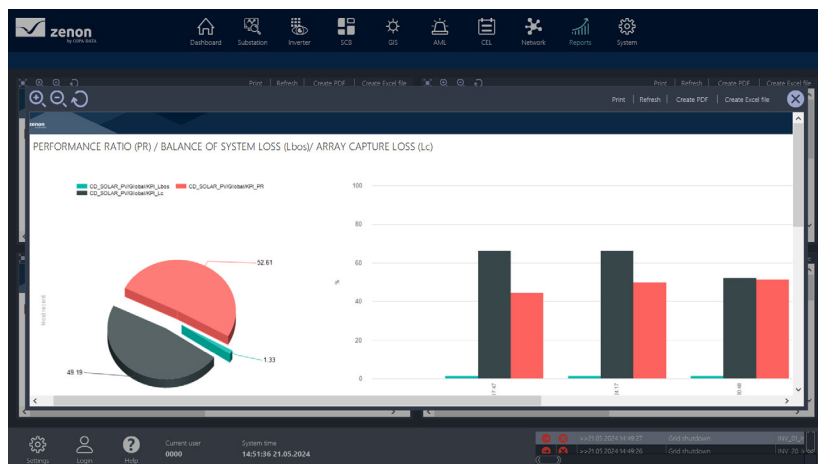 zenon
by COPA-DATA
Dashboard Substation Inverter SCB GIS AML CEL Network Reports System
Print | Refresh | Create PDF | Create Excel file
Print | Refresh | Create PDF | Create Excel file
Print | Refresh | Create PDF | Create Excel file
zenon
PERFORMANCE RATIO (PR) / BALANCE OF SYSTEM LOSS (Lbos)/ ARRAY CAPTURE LOSS (Lc)
CD_SOLAR_PV/Global/KPI_Lbos CD_SOLAR_PV/Global/KPI_PR
CD_SOLAR_PV/Global/KPI_Lc
52.61
1.33
49.19
100
80
60
40
20
0
%
Current user
0000
System time
14:51:36 21.05.2024
Settings Login Help
>>21.05.2024 14:49:27 Grid shutdown
>>21.05.2024 14:49:26 Grid shutdown